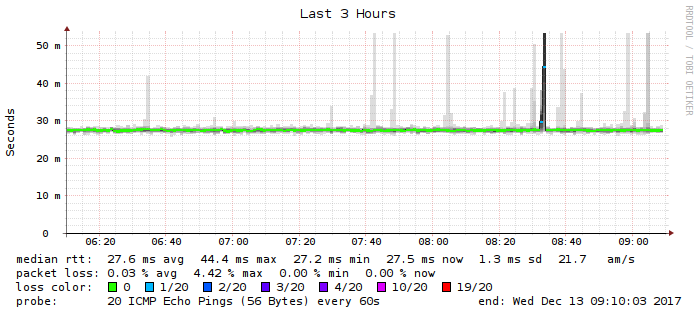 Last 3 Hours
RRDTOOL / TOBI OETIKER
Seconds
50 m
40 m
30 m
20 m
10 m
0
06:20 06:40 07:00 07:20 07:40 08:00 08:20 08:40 09:00
median rtt: 27.6 ms avg 44.4 ms max 27.2 ms min 27.5 ms now 1.3 ms sd 21.7 am/s
packet loss: 0.03 % avg 4.42 % max 0.00 % min 0.00 % now
loss color: 0 1/20 2/20 3/20 4/20 10/20 19/20
probe: 20 ICMP Echo Pings (56 Bytes) every 60s end: Wed Dec 13 09:10:03 2017